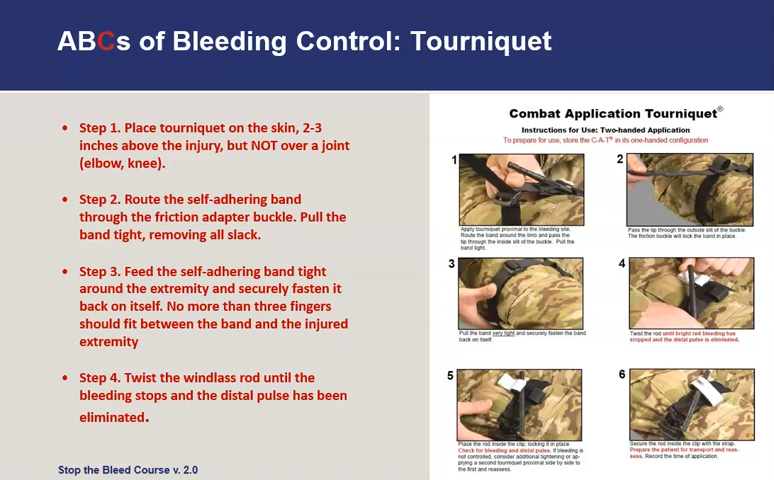 ABCs of Bleeding Control: Tourniquet
• Step 1. Place tourniquet on the skin, 2-3
inches above the injury, but NOT over a joint
(elbow, knee).
• Step 2. Route the self-adhering band
through the friction adapter buckle. Pull the
band tight, removing all slack.
• Step 3. Feed the self-adhering band tight
around the extremity and securely fasten it
back on itself. No more than three fingers
should fit between the band and the injured
extremity
• Step 4. Twist the windlass rod until the
bleeding stops and the distal pulse has been
eliminated.
Stop the Bleed Course v. 2.0
Combat Application Tourniquet®
Instructions for Use: Two-handed Application
To prepare for use, store the C-A-T® in its one-handed configuration
1
Apply tourniquet proximal to the bleeding site.
Route the band around the limb and pass the
tip through the inside slit of the buckle. Pull the
band tight.
2
Pass the tip through the outside slit of the buckle.
The friction buckle will lock the band in place.
3
Pull the band very tight and securely fasten the band
back on itself.
4
Twist the rod until bright red bleeding has
stopped and the distal pulse is eliminated.
5
Place the rod inside the clip, locking it in place.
Check for bleeding and distal pulse. If bleeding is
not controlled, consider additional tightening or ap-
plying a second tourniquet proximal side by side to
the first and reassess.
6
Secure the rod inside the clip with the strap.
Prepare the patient for transport and reas-
sess. Record the time of application.